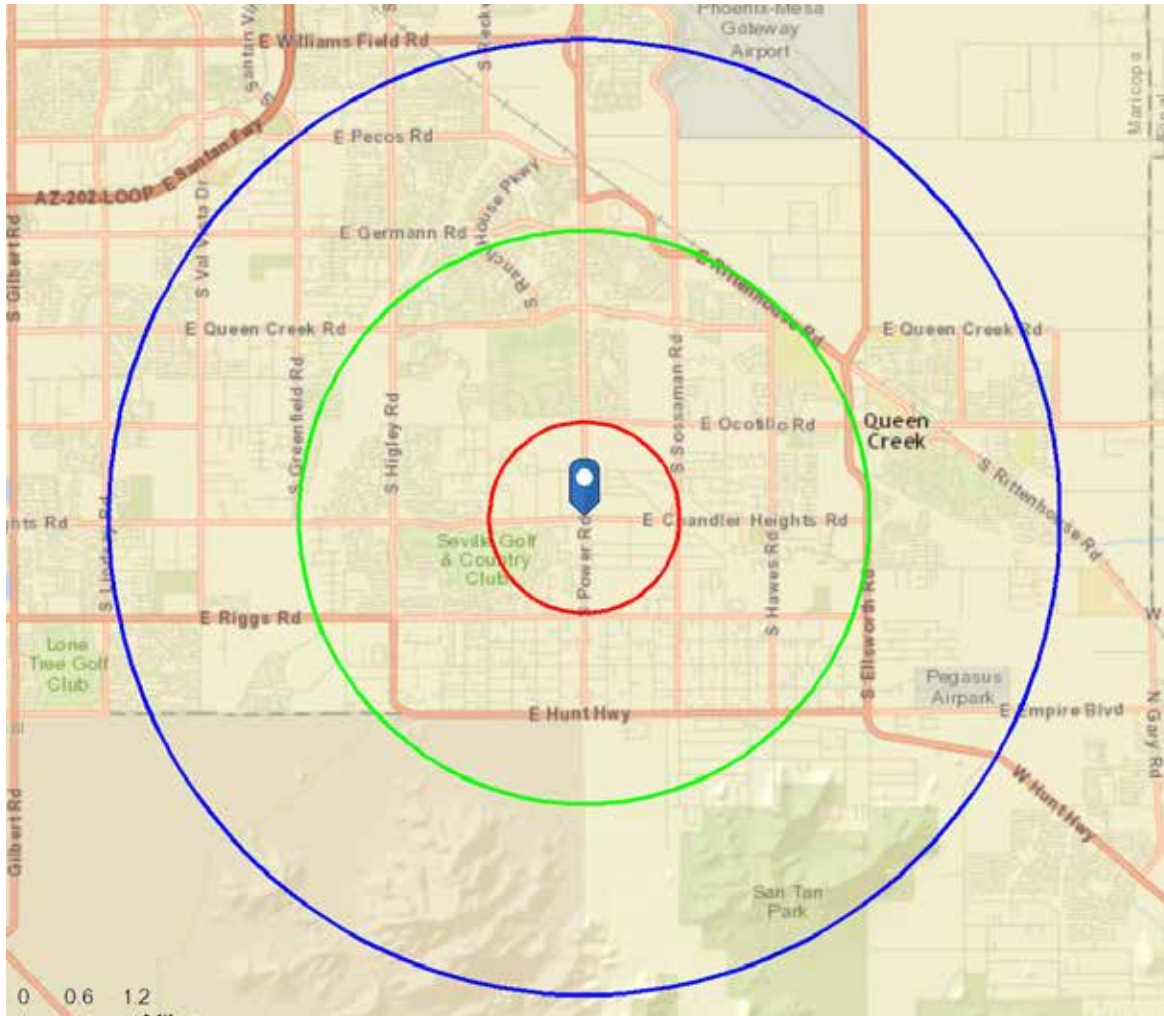 Phoenix-Mesa
Gateway
Airport
E Williams Field Rd
Maricopa
E Pecos Rd
E Santan Fwy
AZ-202-LOOP
S Gilbert Rd
S Val Vista Dr
E Germann Rd
S Ranch House Pkwy
E Rittenhouse Rd
E Queen Creek Rd
E Queen Creek Rd
S Greenfield Rd
S Higley Rd
S Sossaman Rd
E Ocotillo Rd
Queen
Creek
S Rittenhouse Rd
S Lindsay Rd
E Chandler Heights Rd
Seville Golf
& Country
Club
S Power Rd
S Hawes Rd
S Ellsworth Rd
E Riggs Rd
W
Lone
Tree Golf
Club
Pegasus
Airpark
E Hunt Hwy
E Empire Blvd
N Gary Rd
W Hunt Hwy
Gilbert Rd
San Tan
Park
0 0.6 1.2